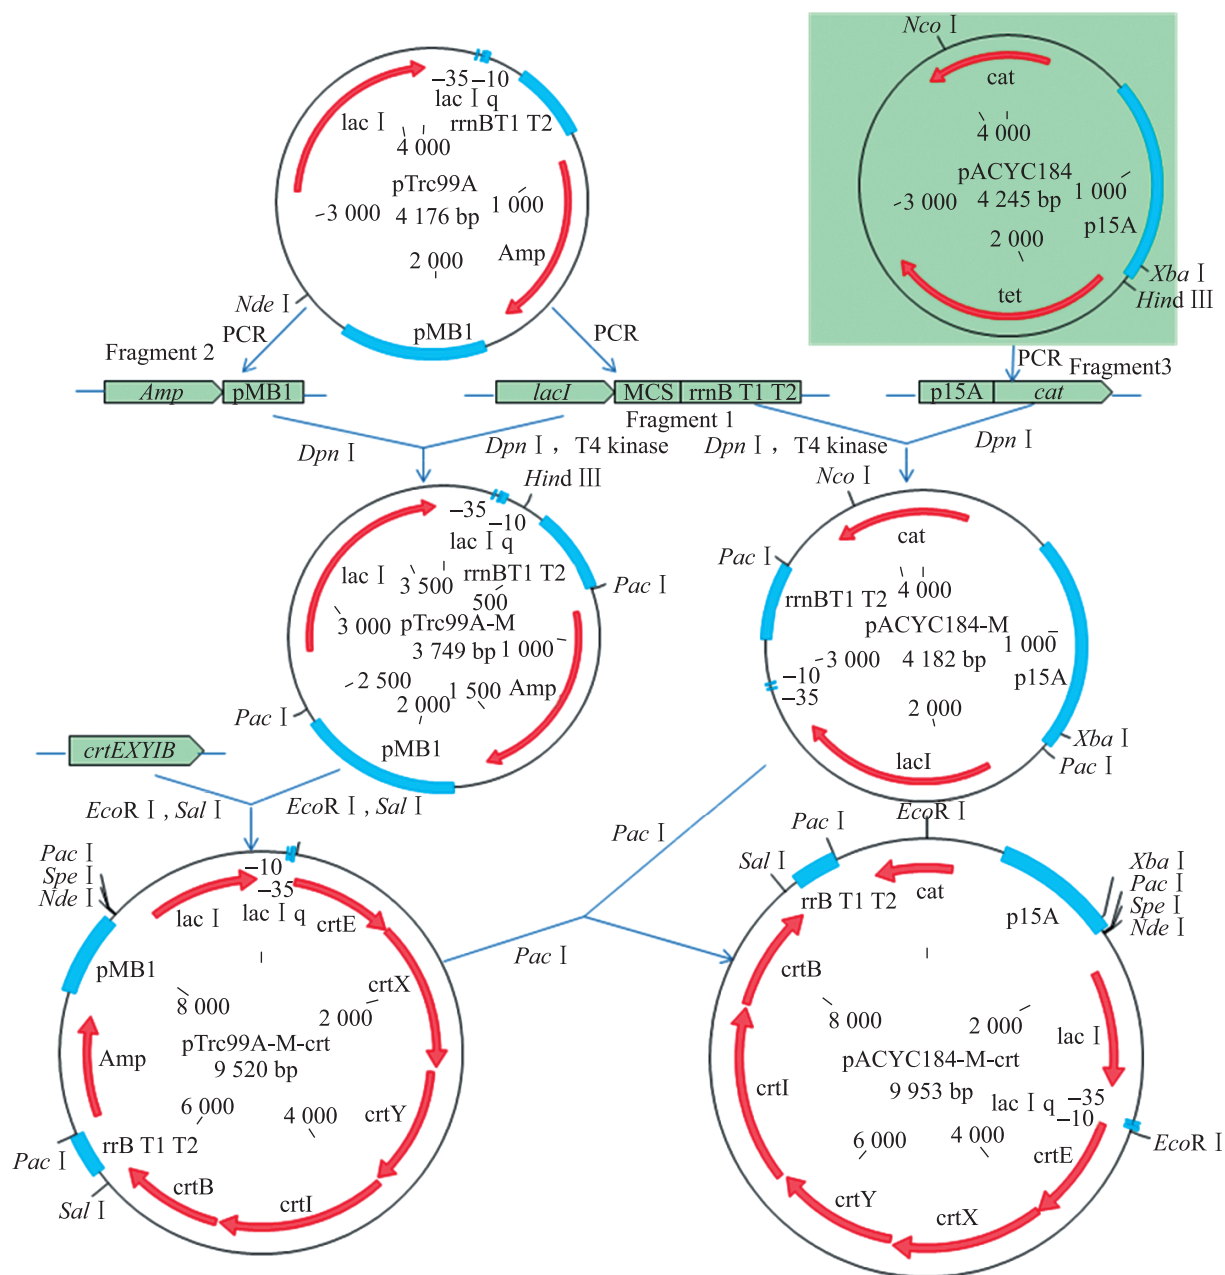 –35 –10
lac I q
rrnBT1 T2
lac I
4 000
pTrc99A
4 176 bp
3 000
1 000
2 000
Amp
Nde I
pMB1
Nco I
cat
4 000
pACYC184
4 245 bp
3 000
1 000
2 000
p15A
Xba I
Hind III
tet
PCR
PCR
PCR
Fragment 2
Fragment3
Amp
pMB1
lacI
MCS
rrnB T1 T2
p15A
cat
Fragment 1
Dpn I
Dpn I , T4 kinase
Dpn I , T4 kinase
Dpn I
Hind III
–35
–10
lac I q
lac I
3 500
rrnBT1 T2
500
Pac I
3 000
pTrc99A-M
3 749 bp
1 000
2 500
2 000
1 500
Amp
Pac I
pMB1
Nco I
cat
Pac I
4 000
rrnBT1 T2
pACYC184-M
4 182 bp
1 000
3 000
–10
–35
p15A
2 000
Xba I
Pac I
lacI
crtEXYIB
EcoR I , Sal I
EcoR I , Sal I
Pac I
Pac I
Pac I
Spe I
Nde I
–10
–35
lac I
lac I q
crtE
pMB1
crtX
8 000
2 000
pTrc99A-M-crt
9 520 bp
Amp
6 000
4 000
crtY
rrB T1 T2
Pac I
Sal I
crtB
crtI
EcoR I
Pac I
Sal I
cat
rrB T1 T2
p15A
Xba I
Pac I
Spe I
Nde I
crtB
8 000
2 000
lac I
pACYC184-M-crt
9 953 bp
crtI
lac I q
–35
–10
6 000
4 000
EcoR I
crtE
crtY
crtX